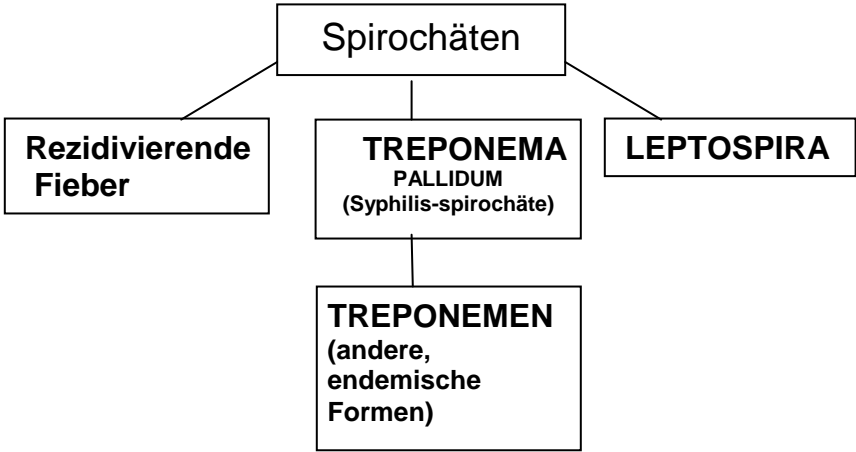 Spirochäten
Rezidivierende
Fieber
TREPONEMA
PALLIDUM
(Syphilis-spirochäte)
LEPTOSPIRA
TREPONEMEN
(andere,
endemische
Formen)